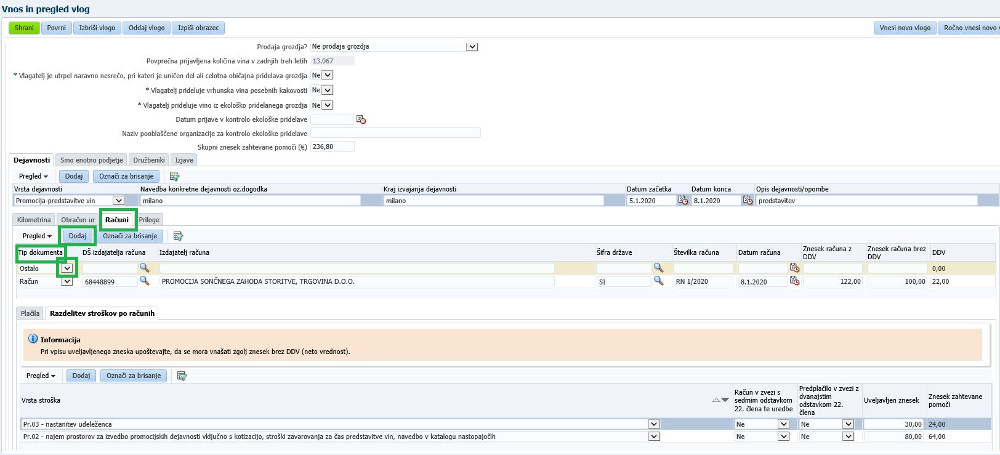 Vnos in pregled vlog
Shrani Povrni Izbriši vlogo Oddaj vlogo Izpiši obrazec Vnesi novo vlogo Ročno vnesi novo v
Prodaja grozdja? Ne prodaja grozdja
Povprečna prijavljena količina vina v zadnjih treh letih 13.067
* Vlagatelj je utrpel naravno nesrečo, pri kateri je uničen del ali celotna običajna pridelava grozdja Ne
* Vlagatelj prideluje vrhunska vina posebnih kakovosti Ne
* Vlagatelj prideluje vino iz ekološko pridelanega grozdja Ne
Datum prijave v kontrolo ekološke pridelave
Naziv pooblaščene organizacije za kontrolo ekološke pridelave
Skupni znesek zahtevane pomoči (€) 236,80
Dejavnosti Smo enotno podjetje Družbeniki Izjave
Pregled Dodaj Označi za brisanje
Vrsta dejavnosti Navedba konkretne dejavnosti oz.dogodka Kraj izvajanja dejavnosti Datum začetka Datum konca Opis dejavnosti/opombe
Promocija-predstavitve vin milano milano 5.1.2020 8.1.2020 predstavitev
Kilometrina Obračun ur Računi Priloge
Pregled Dodaj Označi za brisanje
Tip dokumenta DŠ izdajatelja računa Izdajatelj računa Šifra države Številka računa Datum računa Znesek računa z DDV Znesek računa brez DDV DDV
Ostalo 0,00
Račun 68448899 PROMOCIJA SONČNEGA ZAHODA STORITVE, TRGOVINA D.O.O. SI RN 1/2020 8.1.2020 122,00 100,00 22,00
Plačila Razdelitev stroškov po računih
Informacija
Pri vpisu uveljavljenega zneska upoštevajte, da se mora vnašati zgolj znesek brez DDV (neto vrednost).
Pregled Dodaj Označi za brisanje
Vrsta stroška Račun v zvezi s sedmim odstavkom 22. člena te uredbe Predplačilo v zvezi z dvanajstim odstavkom 22. člena Uveljavljen znesek Znesek zahtevane pomoči
Pr.03 - nastanitev udeleženca Ne Ne 30,00 24,00
Pr.02 - najem prostorov za izvedbo promocijskih dejavnosti vključno s kotizacijo, stroški zavarovanja za čas predstavitve vin, navedbo v katalogu nastopajočih Ne Ne 80,00 64,00